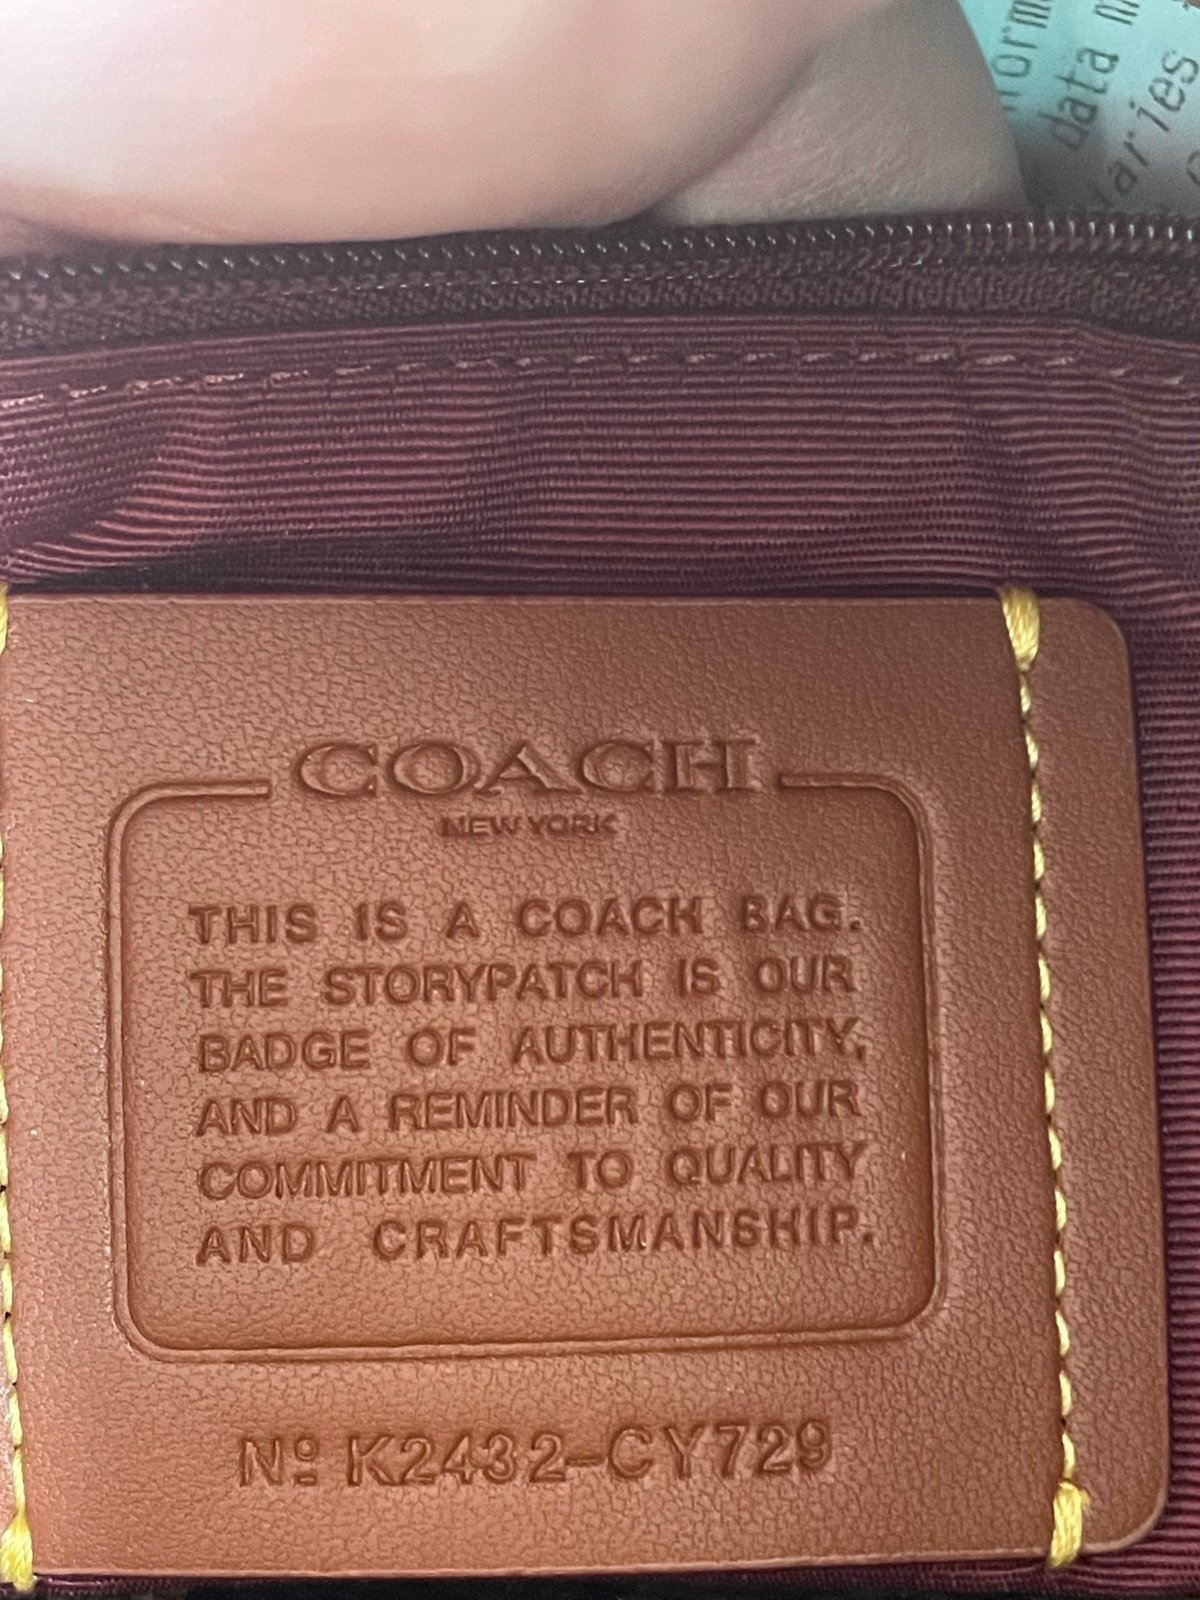 data
varies
COACH
NEW YORK
THIS IS A COACH BAG.
THE STORYPATCH IS OUR
BADGE OF AUTHENTICITY,
AND A REMINDER OF OUR
COMMITMENT TO QUALITY
AND CRAFTSMANSHIP.
Nº K2432-CY729